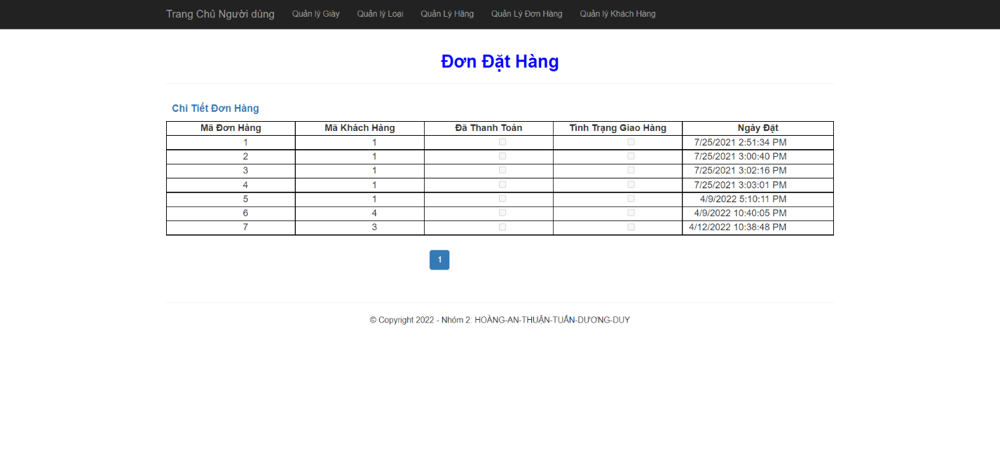 Trang Chủ Người dùng Quản lý Giày Quản lý Loại Quản Lý Hãng Quản Lý Đơn Hàng Quản lý Khách Hàng
Đơn Đặt Hàng
Chi Tiết Đơn Hàng
Mã Đơn Hàng Mã Khách Hàng Đã Thanh Toán Tình Trạng Giao Hàng Ngày Đặt
1 1 7/25/2021 2:51:34 PM
2 1 7/25/2021 3:00:40 PM
3 1 7/25/2021 3:02:16 PM
4 1 7/25/2021 3:03:01 PM
5 1 4/9/2022 5:10:11 PM
6 4 4/9/2022 10:40:05 PM
7 3 4/12/2022 10:38:48 PM
1
© Copyright 2022 - Nhóm 2: HOÀNG-AN-THUẬN-TUẤN-DƯƠNG-DUY